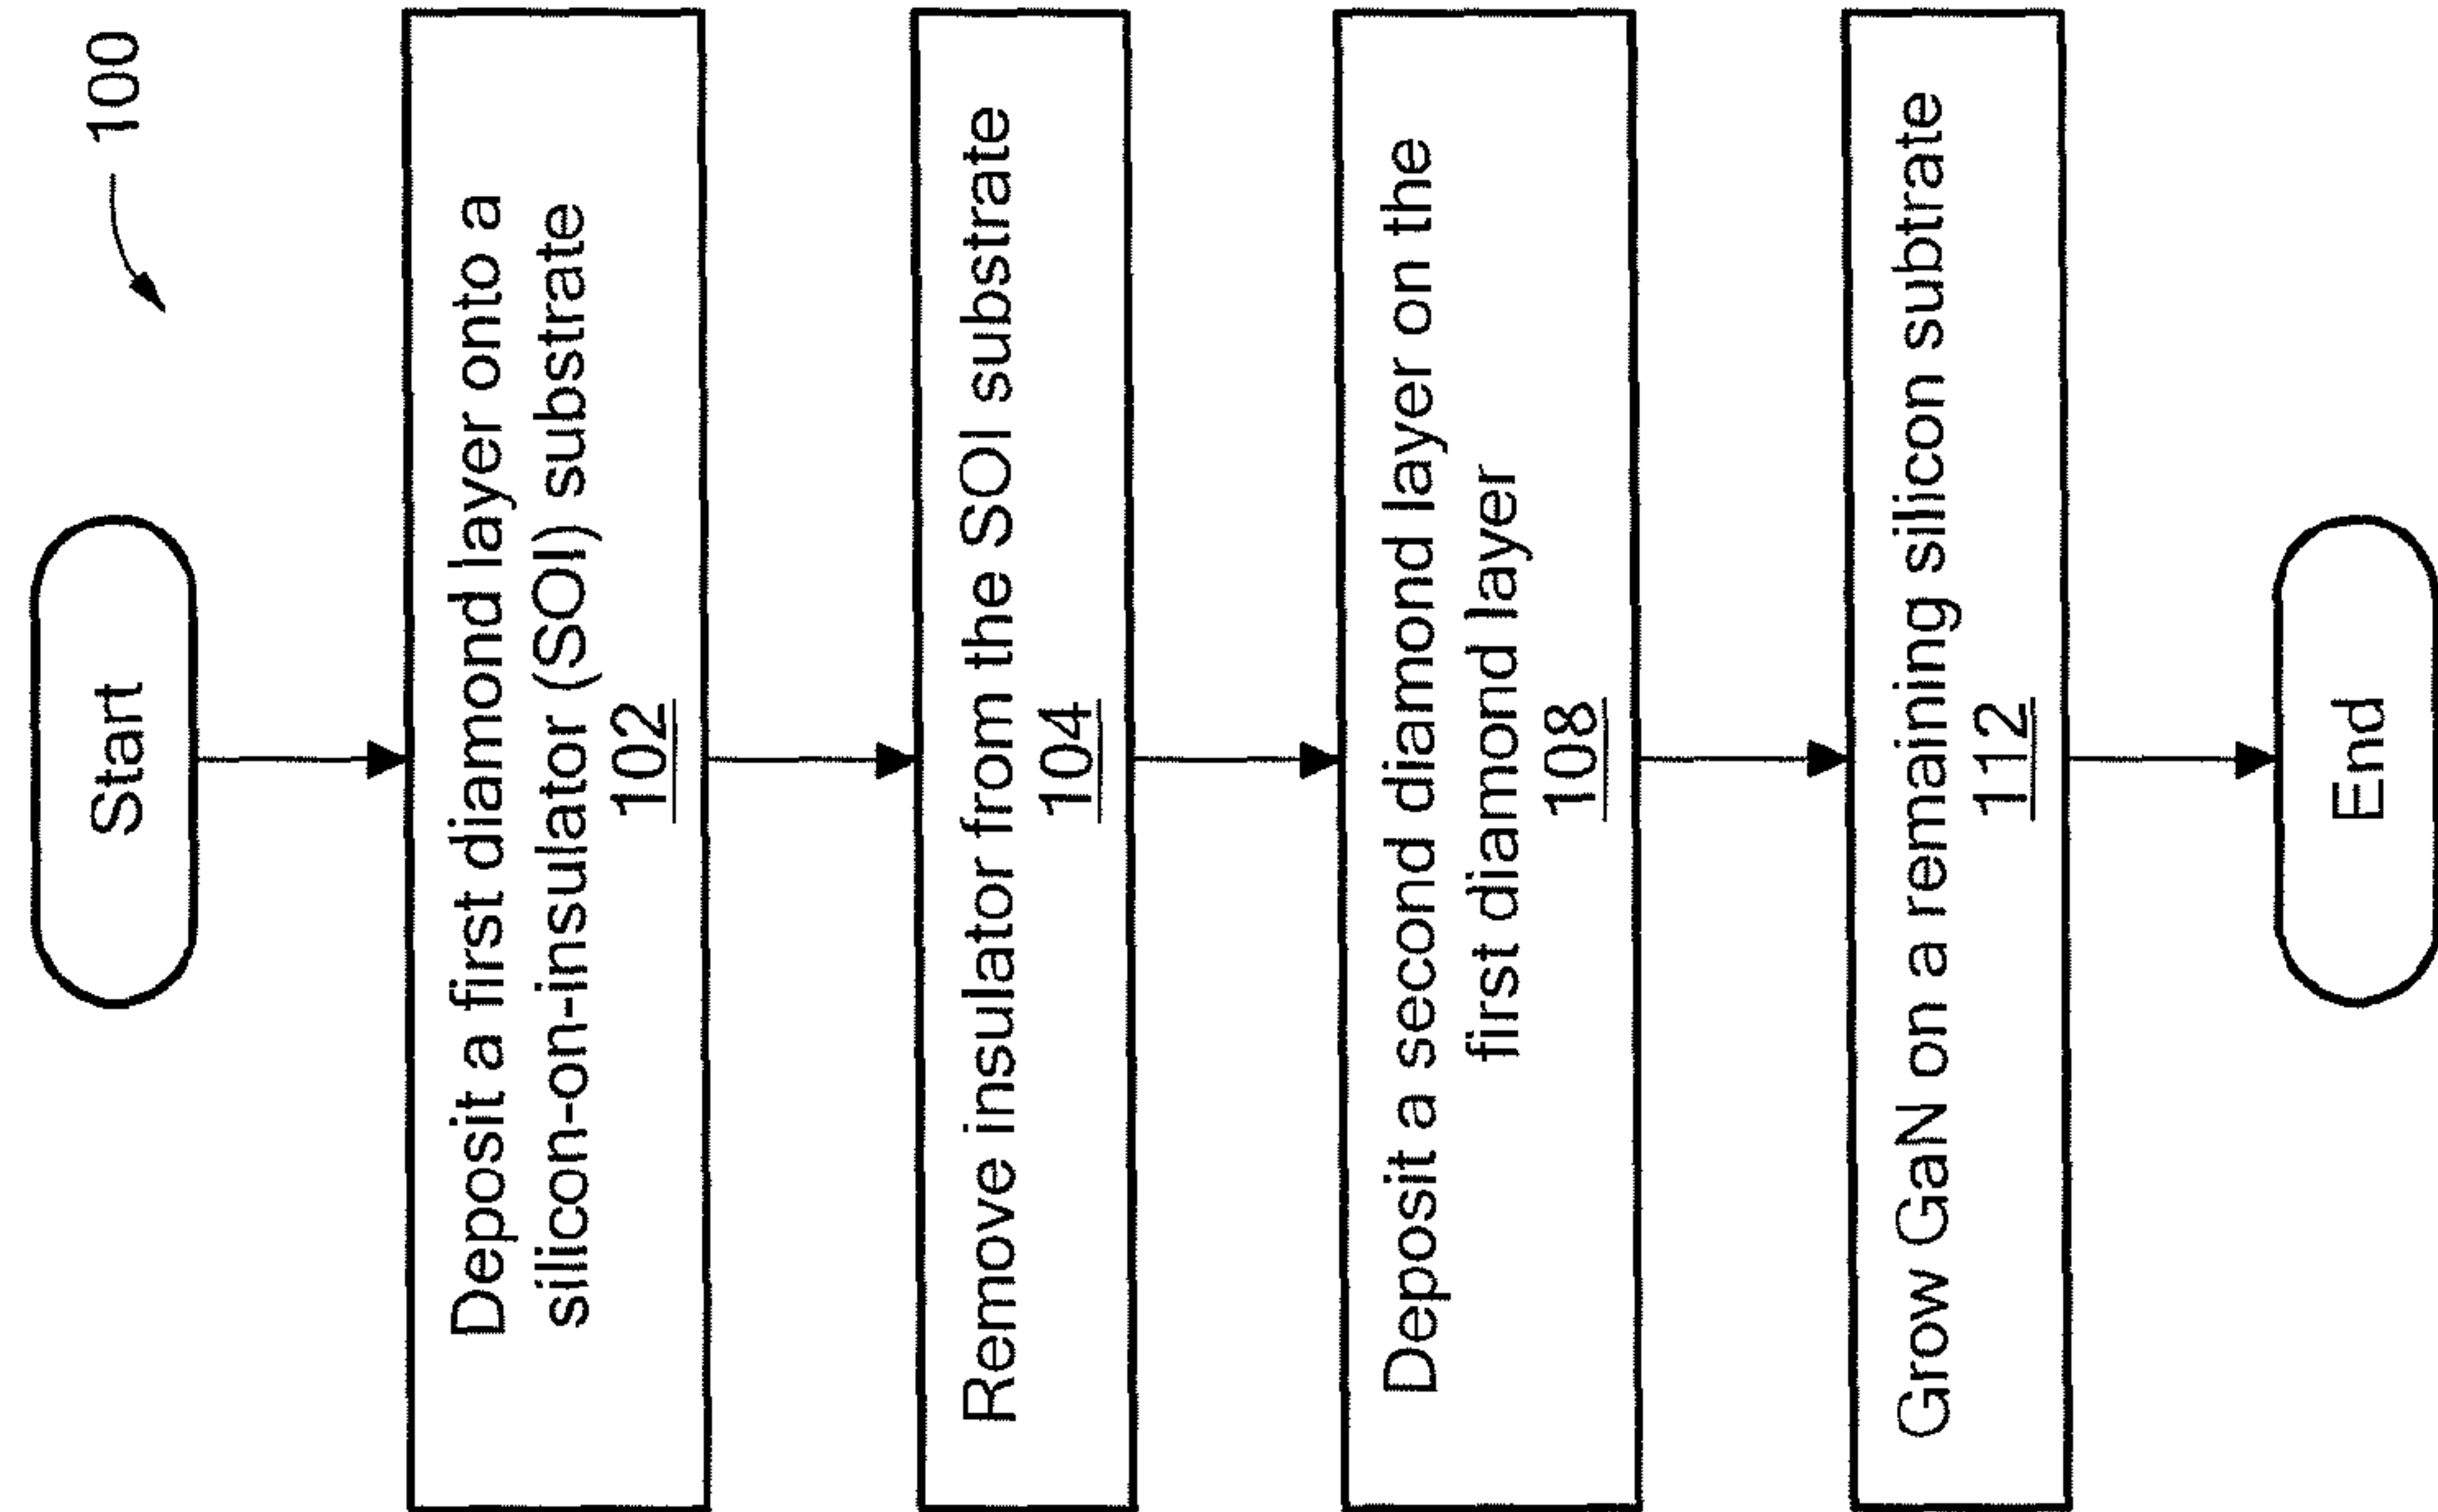 100
Start
Deposit a first diamond layer onto a
silicon-on-insulator (SOI) substrate
102
Remove insulator from the SOI substrate
104
Deposit a second diamond layer on the
first diamond layer
108
Grow GaN on a remaining silicon subtrate
112
End